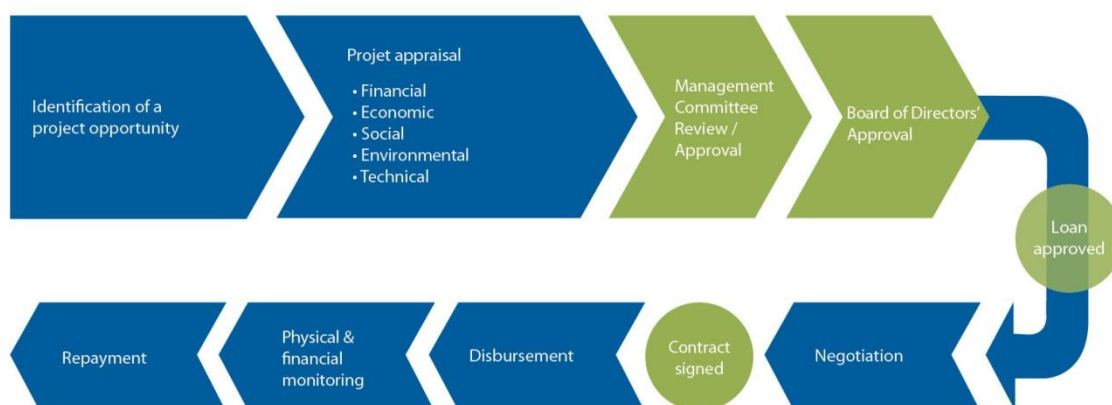 Identification of a
project opportunity
Projet appraisal
• Financial
• Economic
• Social
• Environmental
• Technical
Management
Committee
Review /
Approval
Board of Directors'
Approval
Loan
approved
Negotiation
Contract
signed
Disbursement
Physical &
financial
monitoring
Repayment